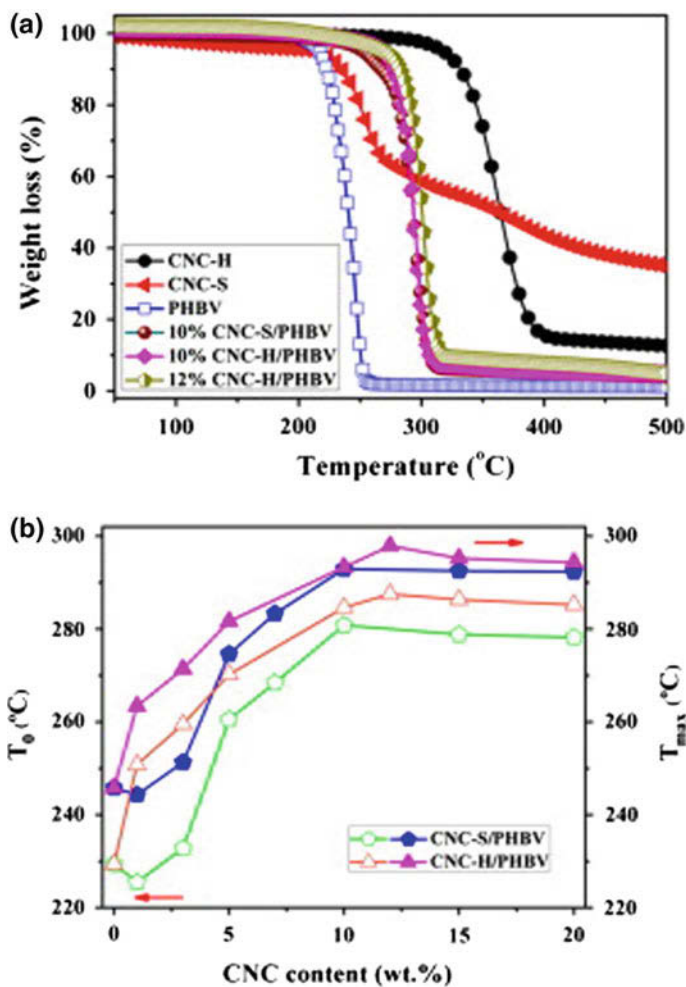 (a)
100
80
60
40
20
0
Weight loss (%)
CNC-H
CNC-S
PHBV
10% CNC-S/PHBV
10% CNC-H/PHBV
12% CNC-H/PHBV
100 200 300 400 500
Temperature (°C)
(b)
300
280
260
240
220
T0 (°C)
300
280
260
240
220
Tmax (°C)
CNC-S/PHBV
CNC-H/PHBV
0 5 10 15 20
CNC content (wt.%)